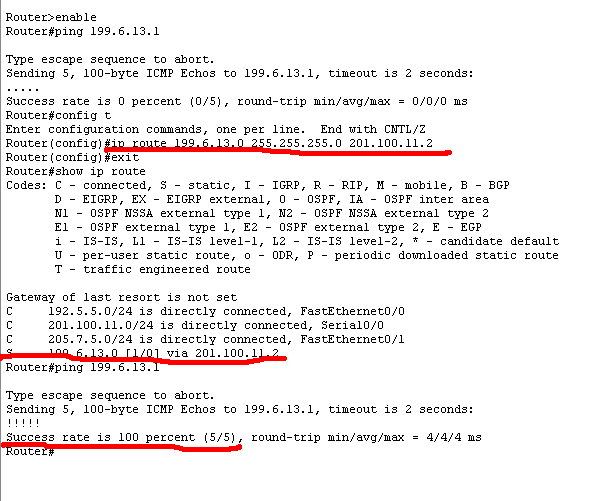 Router>enable
Router#ping 199.6.13.1
Type escape sequence to abort.
Sending 5, 100-byte ICMP Echos to 199.6.13.1, timeout is 2 seconds:
.....
Success rate is 0 percent (0/5), round-trip min/avg/max = 0/0/0 ms
Router#config t
Enter configuration commands, one per line.  End with CNTL/Z
Router(config)#ip route 199.6.13.0 255.255.255.0 201.100.11.2
Router(config)#exit
Router#show ip route
Codes: C - connected, S - static, I - IGRP, R - RIP, M - mobile, B - BGP
D - EIGRP, EX - EIGRP external, O - OSPF, IA - OSPF inter area
N1 - OSPF NSSA external type 1, N2 - OSPF NSSA external type 2
E1 - OSPF external type 1, E2 - OSPF external type 2, E - EGP
i - IS-IS, L1 - IS-IS level-1, L2 - IS-IS level-2, * - candidate default
U - per-user static route, o - ODR, P - periodic downloaded static route
T - traffic engineered route
Gateway of last resort is not set
C 192.5.5.0/24 is directly connected, FastEthernet0/0
C 201.100.11.0/24 is directly connected, Serial0/0
C 205.7.5.0/24 is directly connected, FastEthernet0/1
S 199.6.13.0 [1/0] via 201.100.11.2
Router#ping 199.6.13.1
Type escape sequence to abort.
Sending 5, 100-byte ICMP Echos to 199.6.13.1, timeout is 2 seconds:
!!!!!
Success rate is 100 percent (5/5), round-trip min/avg/max = 4/4/4 ms
Router#